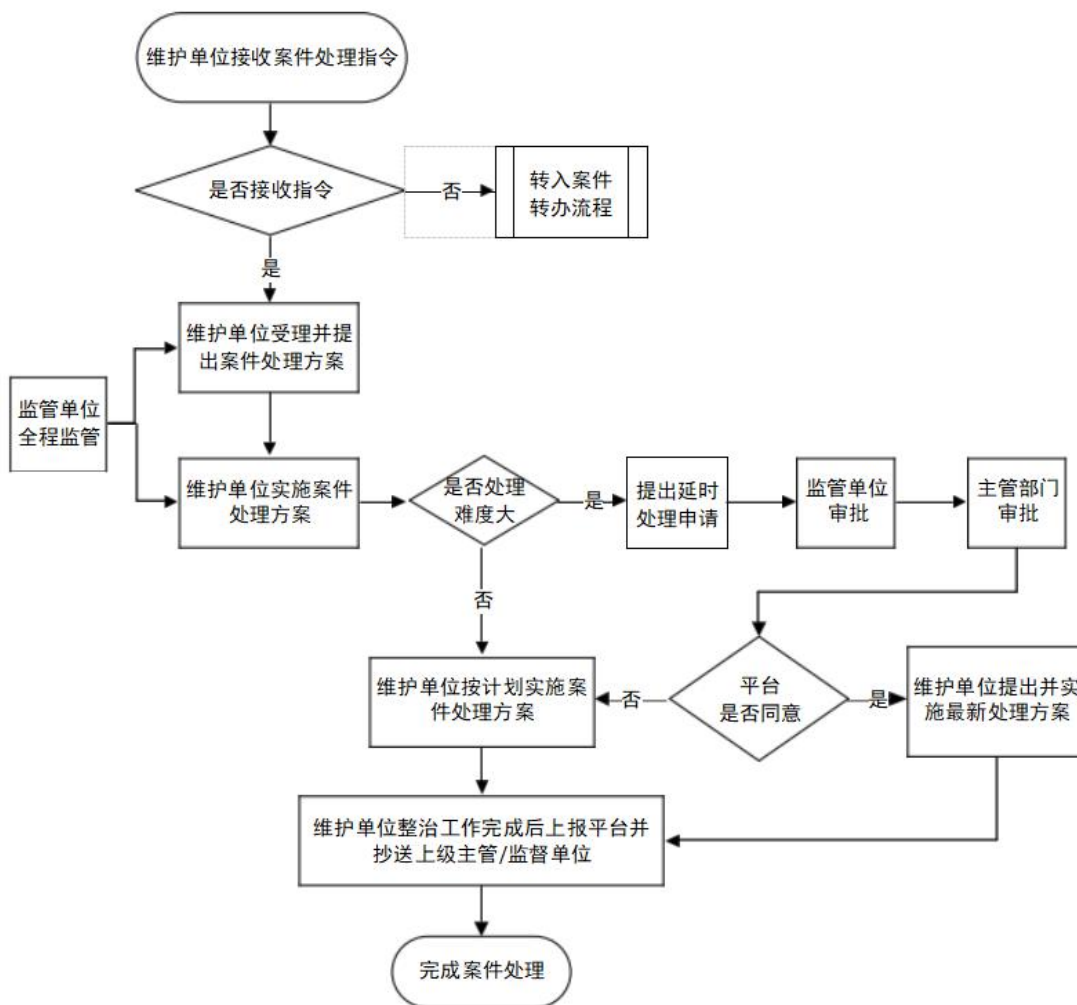 维护单位接收案件处理指令
是否接收指令
否
转入案件
转办流程
是
维护单位受理并提
出案件处理方案
监管单位
全程监管
维护单位实施案件
处理方案
是否处理
难度大
是
提出延时
处理申请
监管单位
审批
主管部门
审批
否
维护单位按计划实施案
件处理方案
否
平台
是否同意
是
维护单位提出并实
施最新处理方案
维护单位整治工作完成后上报平台并
抄送上级主管/监督单位
完成案件处理